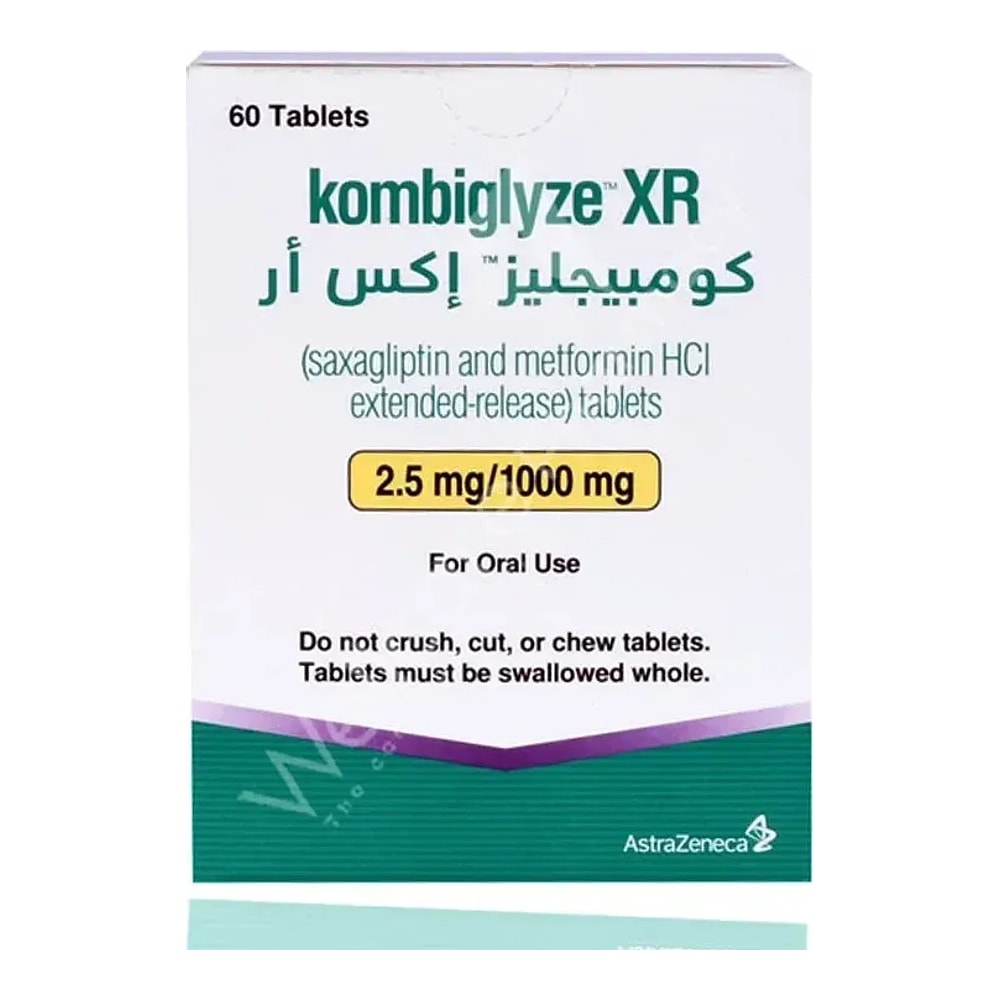 60 Tablets
kombiglyze™ XR
كومبيجليز™ إكس أر
(saxagliptin and metformin HCl
extended-release) tablets
2.5 mg/1000 mg
For Oral Use
Do not crush, cut, or chew tablets.
Tablets must be swallowed whole.
AstraZeneca